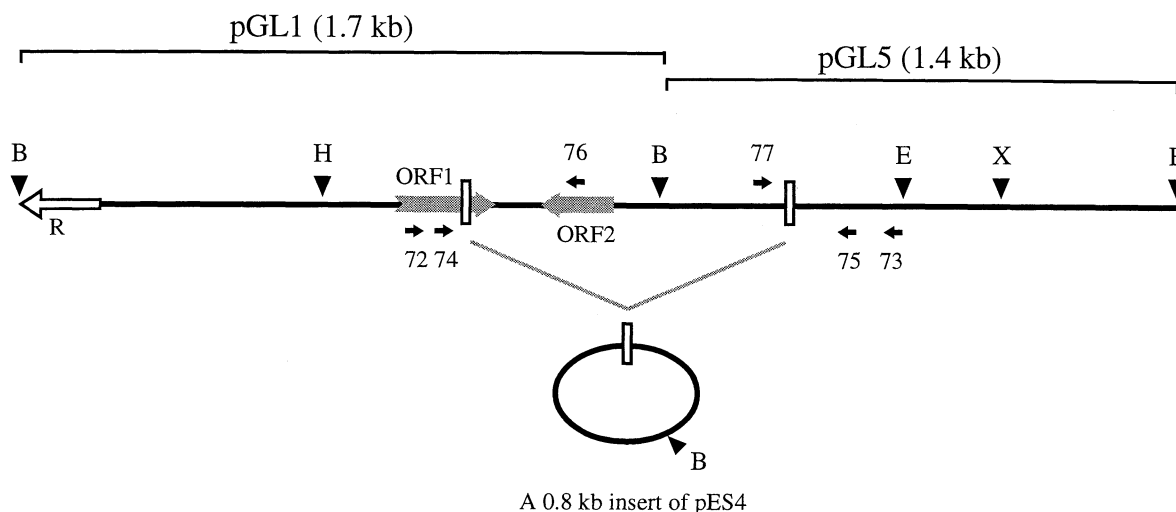 pGL1 (1.7 kb)
pGL5 (1.4 kb)
B H 76 B 77 E X
ORF1
R
ORF2
72 74 75 73
B
A 0.8 kb insert of pES4